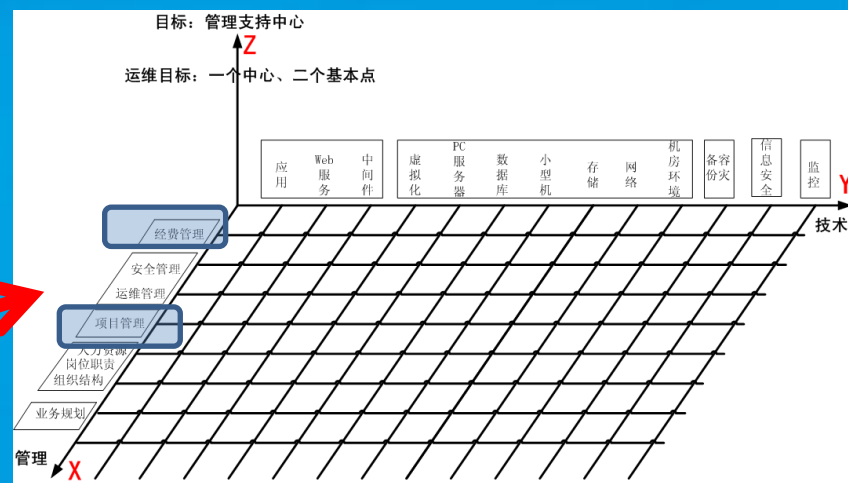 目标：管理支持中心
Z
运维目标：一个中心、二个基本点
应用
Web服务
中间件
虚拟化
PC服务器
数据库
小型机
存储
网络
机房环境
备份容灾
信息安全
监控
Y
技术
经费管理
安全管理
运维管理
项目管理
人力资源
岗位职责
组织结构
业务规划
管理
X